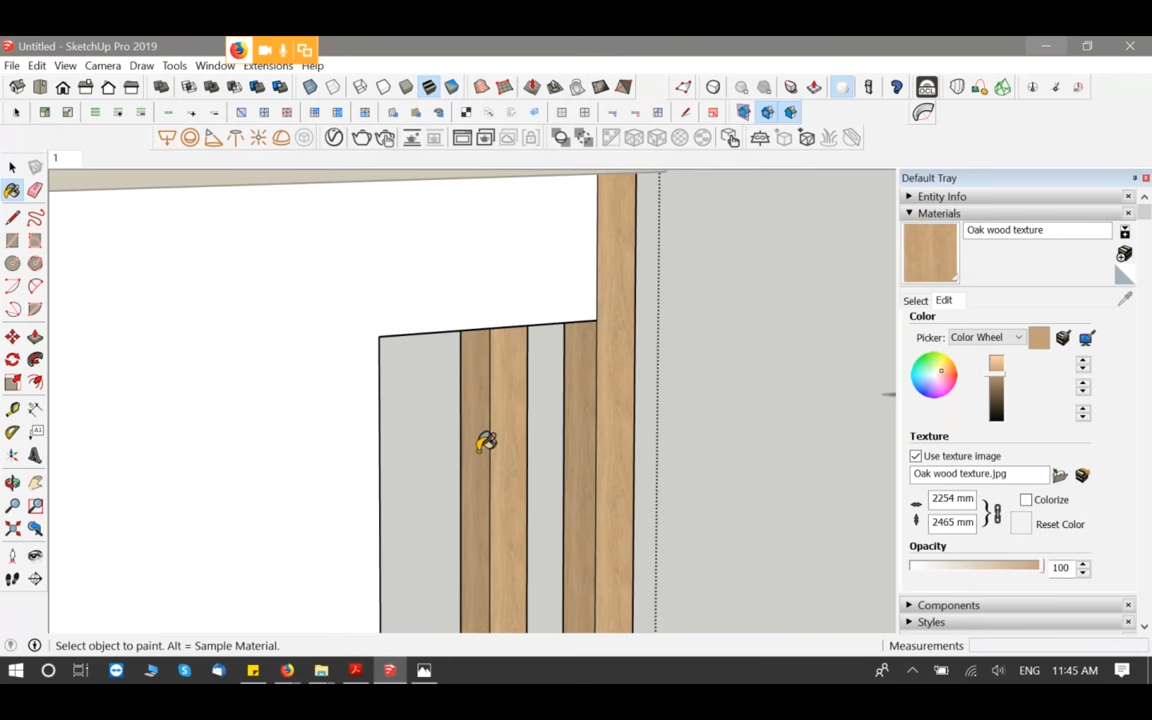 Untitled - SketchUp Pro 2019
File Edit View Camera Draw Tools Window Extensions Help
1
Default Tray
Entity Info
Materials
Oak wood texture
Select Edit
Color
Picker: Color Wheel
Texture
Use texture image
Oak wood texture.jpg
2254 mm
Colorize
2465 mm
Reset Color
Opacity
100
Components
Styles
Select object to paint. Alt = Sample Material.
Measurements
ENG 11:45 AM